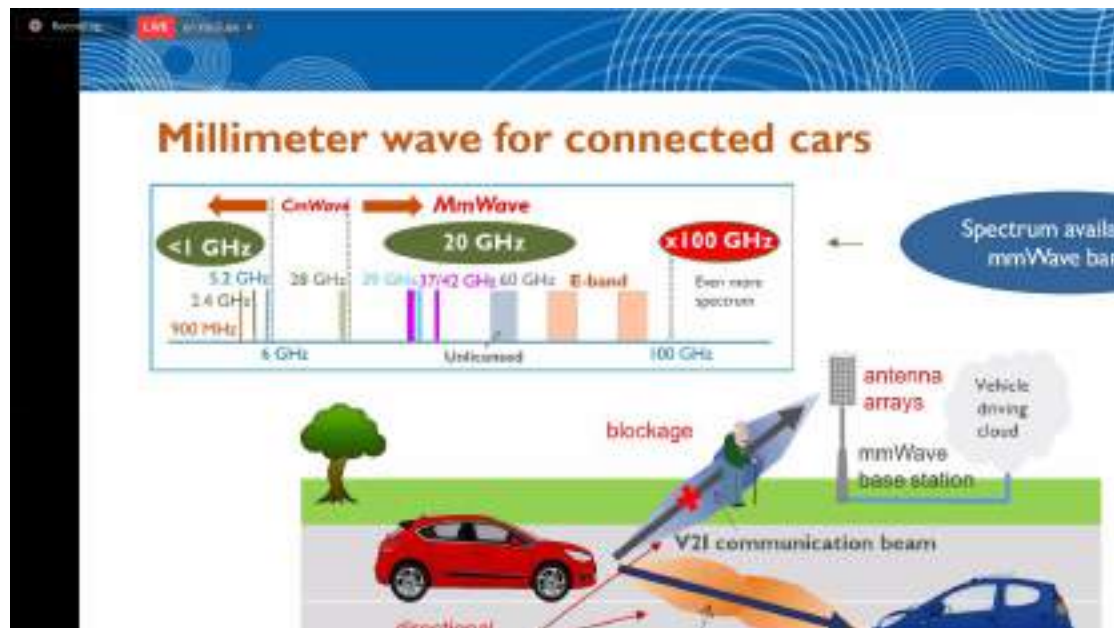 LIVE
Millimeter wave for connected cars
CmWave
MmWave
<1 GHz
20 GHz
x100 GHz
Spectrum availa
mmWave ban
5.2 GHz
28 GHz
37/42 GHz
60 GHz
E-band
Even more
spectrum
2.4 GHz
900 MHz
6 GHz
Unlicensed
100 GHz
antenna
arrays
Vehicle
driving
cloud
blockage
mmWave
base station
V2I communication beam
directional